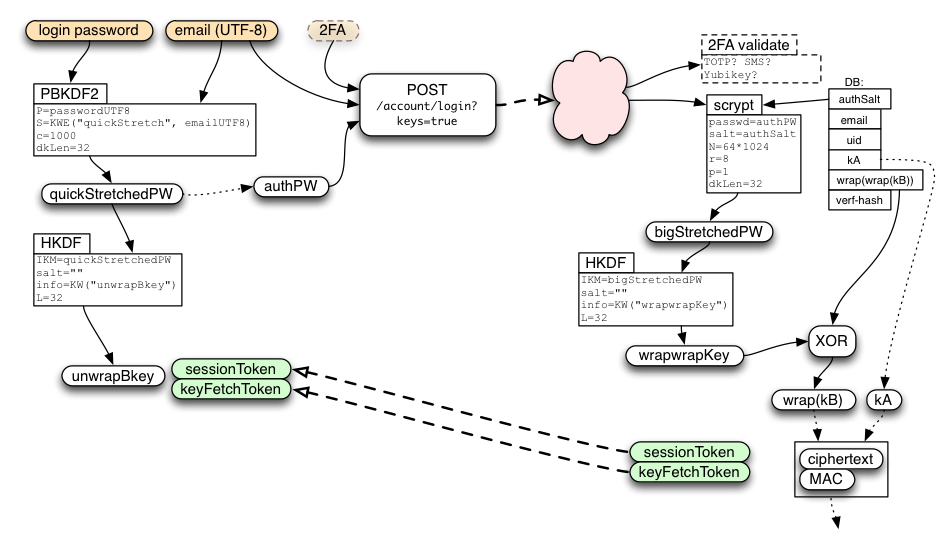 login password
email (UTF-8)
2FA
PBKDF2
P=passwordUTF8
S=KWE("quickStretch", emailUTF8)
c=1000
dkLen=32
POST
/account/login?
keys=true
quickStretchedPW
authPW
HKDF
IKM=quickStretchedPW
salt=""
info=KW("unwrapBkey")
L=32
unwrapBkey
sessionToken
keyFetchToken
2FA validate
TOTP? SMS?
Yubikey?
scrypt
passwd=authPW
salt=authSalt
N=64*1024
r=8
p=1
dkLen=32
DB:
authSalt
email
uid
kA
wrap(wrap(kB))
verf-hash
bigStretchedPW
HKDF
IKM=bigStretchedPW
salt=""
info=KW("wrapwrapKey")
L=32
wrapwrapKey
XOR
wrap(kB)
kA
sessionToken
keyFetchToken
ciphertext
MAC